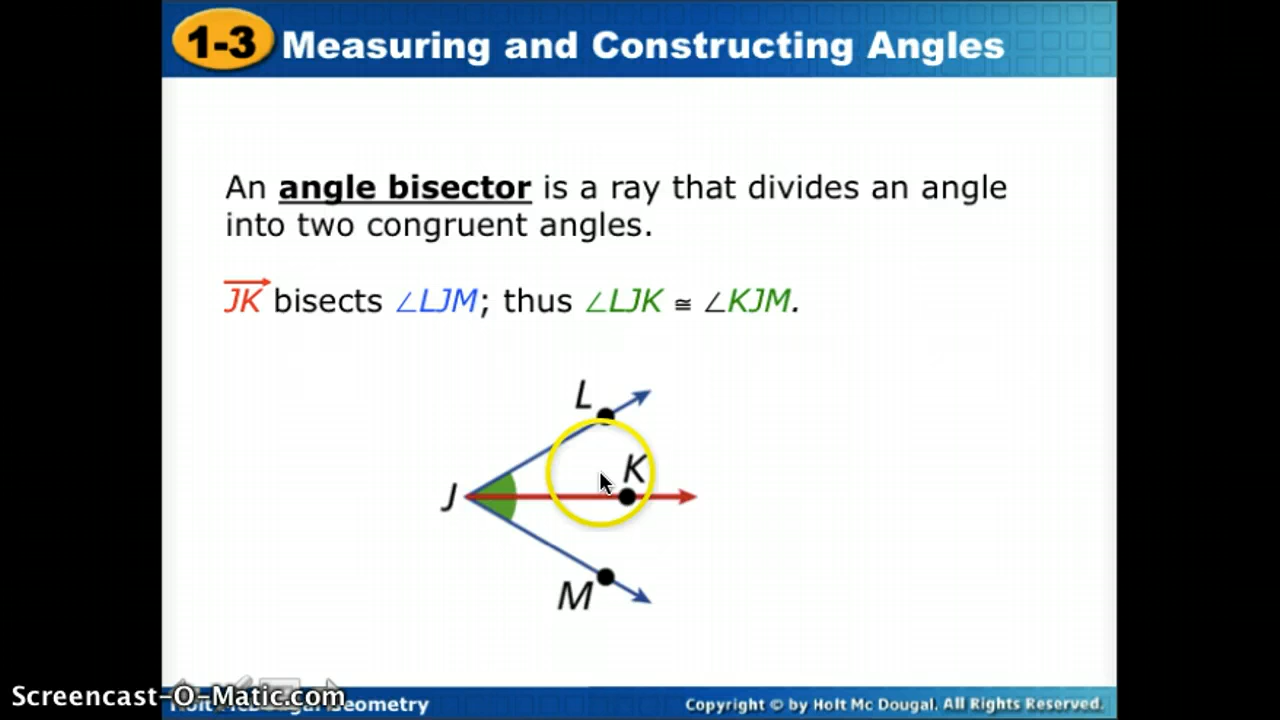 1-3 Measuring and Constructing Angles
An angle bisector is a ray that divides an angle
into two congruent angles.
JK bisects ∠LJM; thus ∠LJK ≅ ∠KJM.
L
K
J
M
Screencast-O-Matic.com
Holt McDougal Geometry
Copyright © by Holt Mc Dougal. All Rights Reserved.